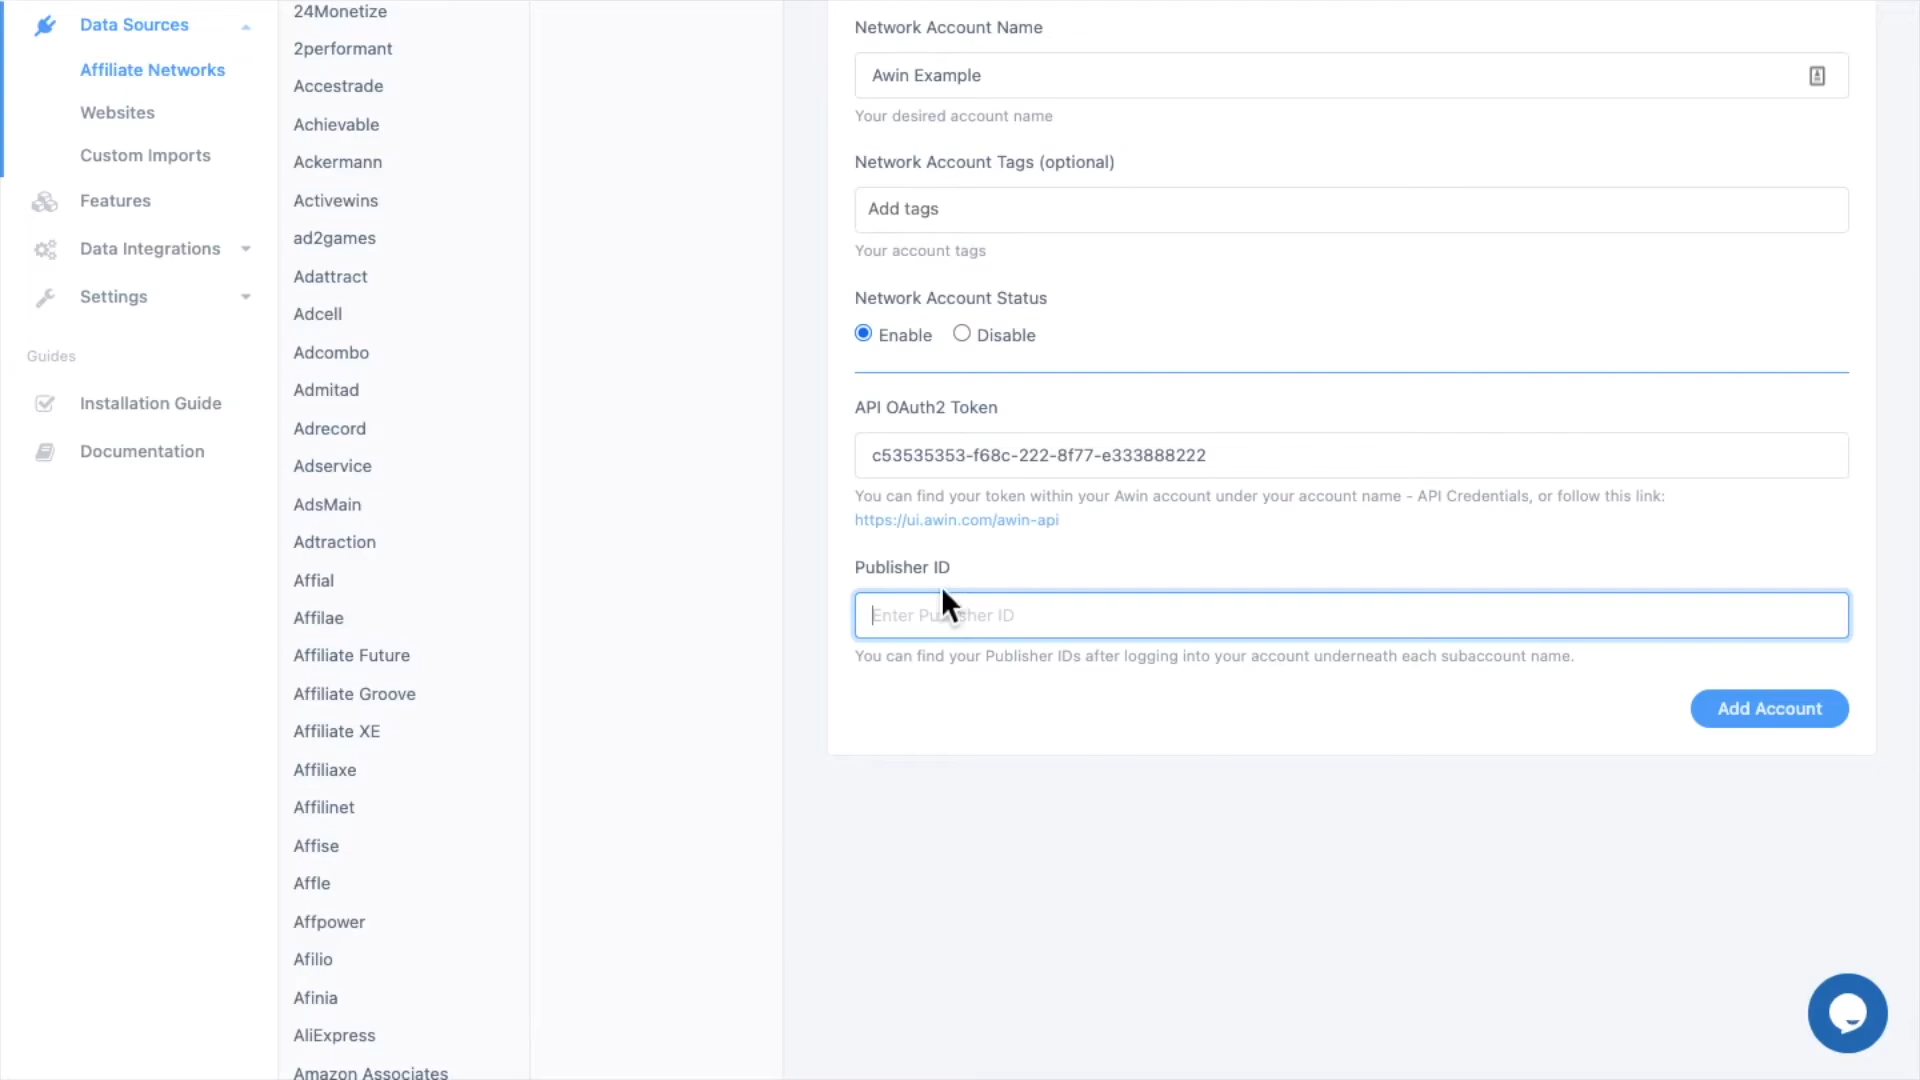 Data Sources
Affiliate Networks
Websites
Custom Imports
Features
Data Integrations
Settings
Guides
Installation Guide
Documentation
24Monetize
2performant
Accestrade
Achievable
Ackermann
Activewins
ad2games
Adattract
Adcell
Adcombo
Admitad
Adrecord
Adservice
AdsMain
Adtraction
Affial
Affilae
Affiliate Future
Affiliate Groove
Affiliate XE
Affiliaxe
Affilinet
Affise
Affle
Affpower
Afilio
Afinia
AliExpress
Amazon Associates
Network Account Name
Awin Example
Your desired account name
Network Account Tags (optional)
Add tags
Your account tags
Network Account Status
Enable Disable
API OAuth2 Token
c53535353-f68c-222-8f77-e333888222
You can find your token within your Awin account under your account name - API Credentials, or follow this link:
https://ui.awin.com/awin-api
Publisher ID
Enter Publisher ID
You can find your Publisher IDs after logging into your account underneath each subaccount name.
Add Account